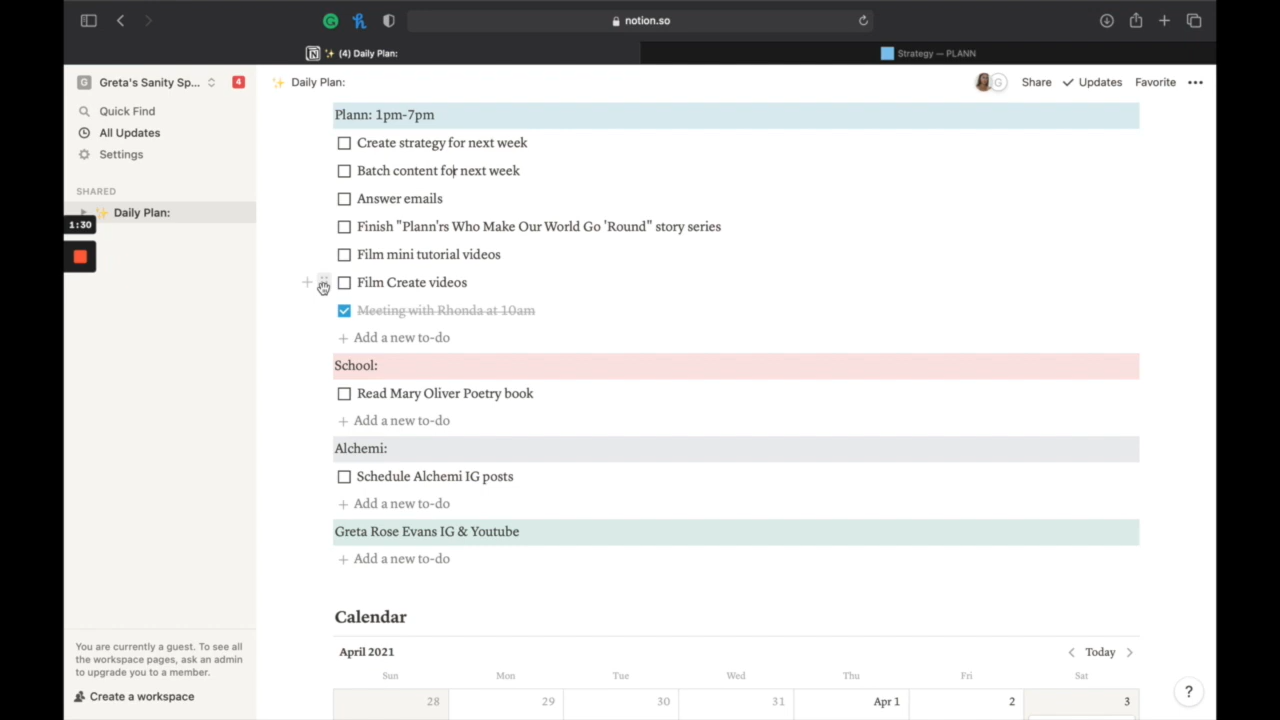 notion.so
(4) Daily Plan:
Strategy — PLANN
G Greta's Sanity Sp... 4
Daily Plan:
G Share Updates Favorite •••
Quick Find
All Updates
Settings
SHARED
Daily Plan:
1:30
Plann: 1pm-7pm
Create strategy for next week
Batch content for next week
Answer emails
Finish "Plann'rs Who Make Our World Go 'Round" story series
Film mini tutorial videos
Film Create videos
Meeting with Rhonda at 10am
+ Add a new to-do
School:
Read Mary Oliver Poetry book
+ Add a new to-do
Alchemi:
Schedule Alchemi IG posts
+ Add a new to-do
Greta Rose Evans IG & Youtube
+ Add a new to-do
Calendar
April 2021 Today
Sun Mon Tue Wed Thu Fri Sat
28 29 30 31 Apr 1 2 3
You are currently a guest. To see all
the workspace pages, ask an admin
to upgrade you to a member.
Create a workspace
?